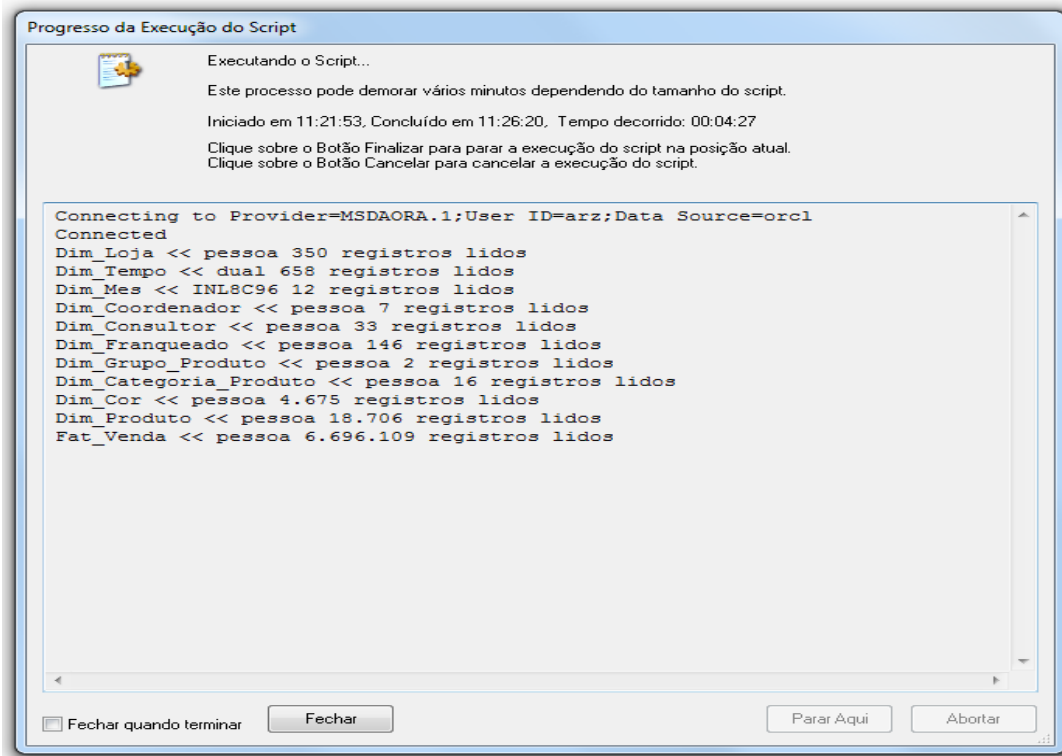 Progresso da Execução do Script
Executando o Script...
Este processo pode demorar vários minutos dependendo do tamanho do script.
Iniciado em 11:21:53, Concluído em 11:26:20, Tempo decorrido: 00:04:27
Clique sobre o Botão Finalizar para parar a execução do script na posição atual.
Clique sobre o Botão Cancelar para cancelar a execução do script.
Connecting to Provider=MSDAORA.1;User ID=arz;Data Source=orcl
Connected
Dim_Loja << pessoa 350 registros lidos
Dim_Tempo << dual 658 registros lidos
Dim_Mes << INL8C96 12 registros lidos
Dim_Coordenador << pessoa 7 registros lidos
Dim_Consultor << pessoa 33 registros lidos
Dim_Franqueado << pessoa 146 registros lidos
Dim_Grupo_Produto << pessoa 2 registros lidos
Dim_Categoria_Produto << pessoa 16 registros lidos
Dim_Cor << pessoa 4.675 registros lidos
Dim_Produto << pessoa 18.706 registros lidos
Fat_Venda << pessoa 6.696.109 registros lidos
Fechar quando terminar Fechar Parar Aqui Abortar